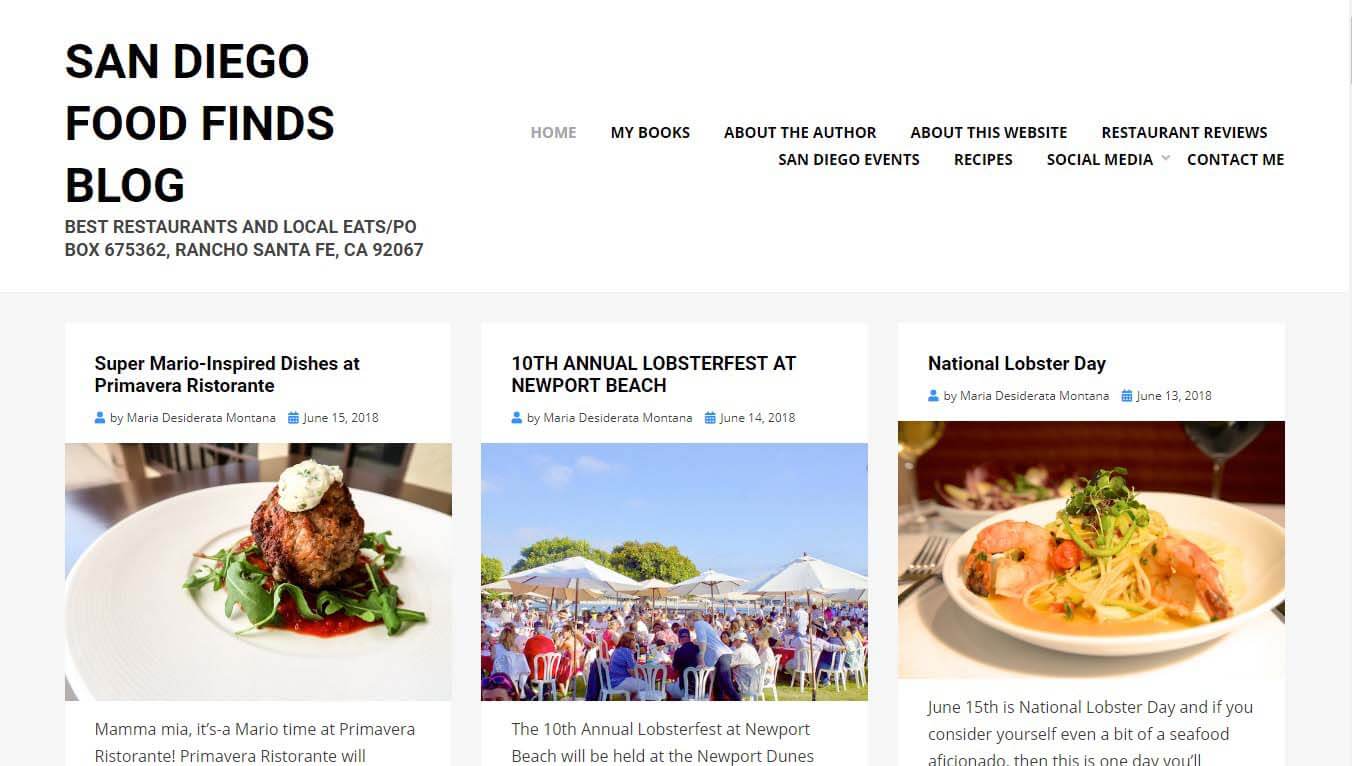 SAN DIEGO
FOOD FINDS
BLOG
BEST RESTAURANTS AND LOCAL EATS/PO
BOX 675362, RANCHO SANTA FE, CA 92067
HOME MY BOOKS ABOUT THE AUTHOR ABOUT THIS WEBSITE RESTAURANT REVIEWS
SAN DIEGO EVENTS RECIPES SOCIAL MEDIA CONTACT ME
Super Mario-Inspired Dishes at
Primavera Ristorante
by Maria Desiderata Montana June 15, 2018
Mamma mia, it’s-a Mario time at Primavera
Ristorante! Primavera Ristorante will
10TH ANNUAL LOBSTERFEST AT
NEWPORT BEACH
by Maria Desiderata Montana June 14, 2018
The 10th Annual Lobsterfest at Newport
Beach will be held at the Newport Dunes
National Lobster Day
by Maria Desiderata Montana June 13, 2018
June 15th is National Lobster Day and if you
consider yourself even a bit of a seafood
aficionado, then this is one day you’ll